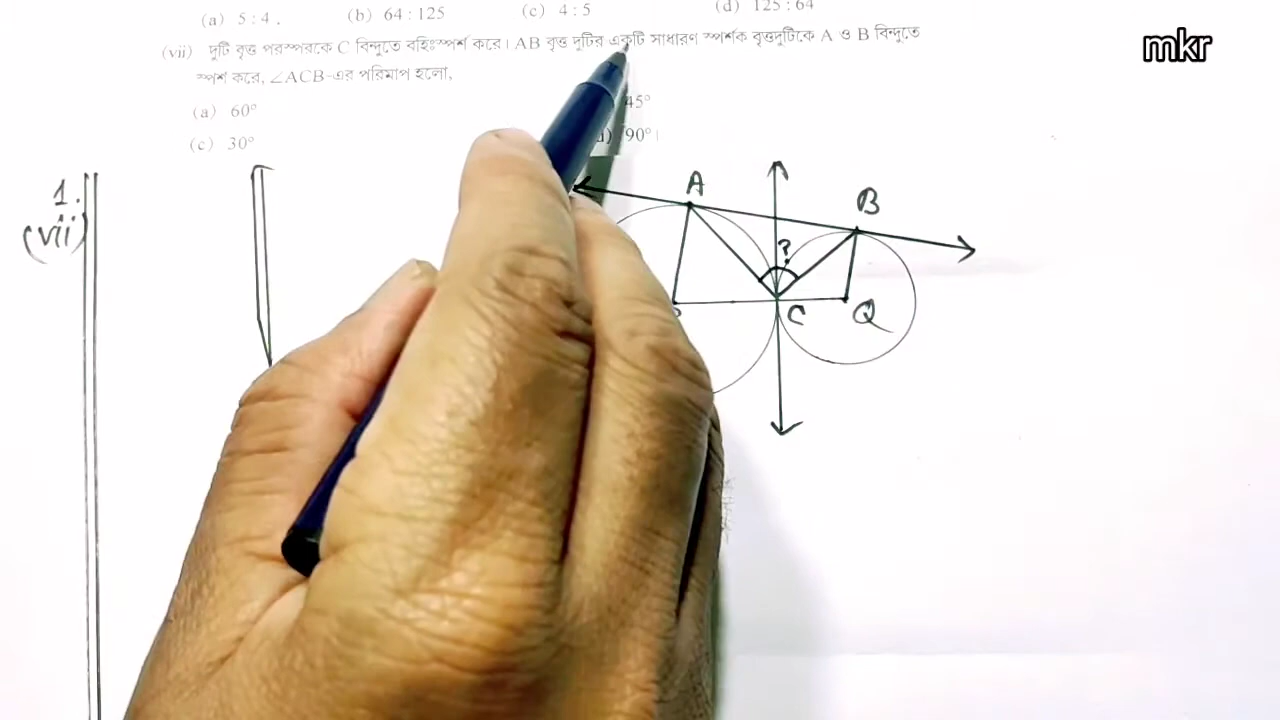 (a) 5 : 4 . (b) 64 : 125 (c) 4 : 5 (d) 125 : 64
(vii) দুটি বৃত্ত পরস্পরকে C বিন্দুতে বহিঃস্পর্শ করে। AB বৃত্ত দুটির একটি সাধারণ স্পর্শক বৃত্তদুটিকে A ও B বিন্দুতে
স্পর্শ করে, ∠ACB-এর পরিমাপ হলো,
(a) 60° 45°
(c) 30° 90°।
mkr
1.
(vii)
A
B
?
C
Q